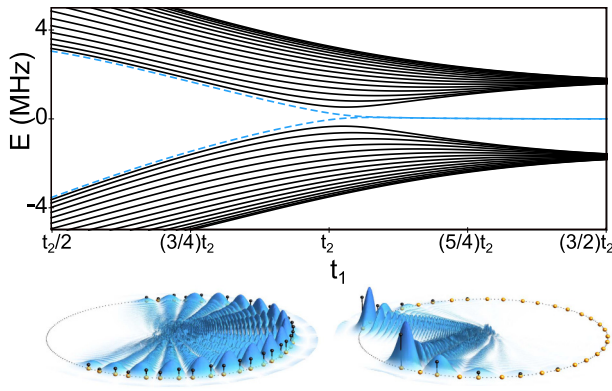 4
E (MHz)
-0
-4
t₂/2 (3/4)t₂ t₂ (5/4)t₂ (3/2)t₂
t₁